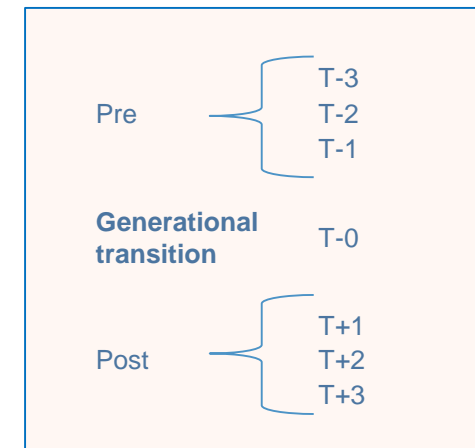 T-3
Pre T-2
T-1
Generational
transition T-0
T+1
Post T+2
T+3